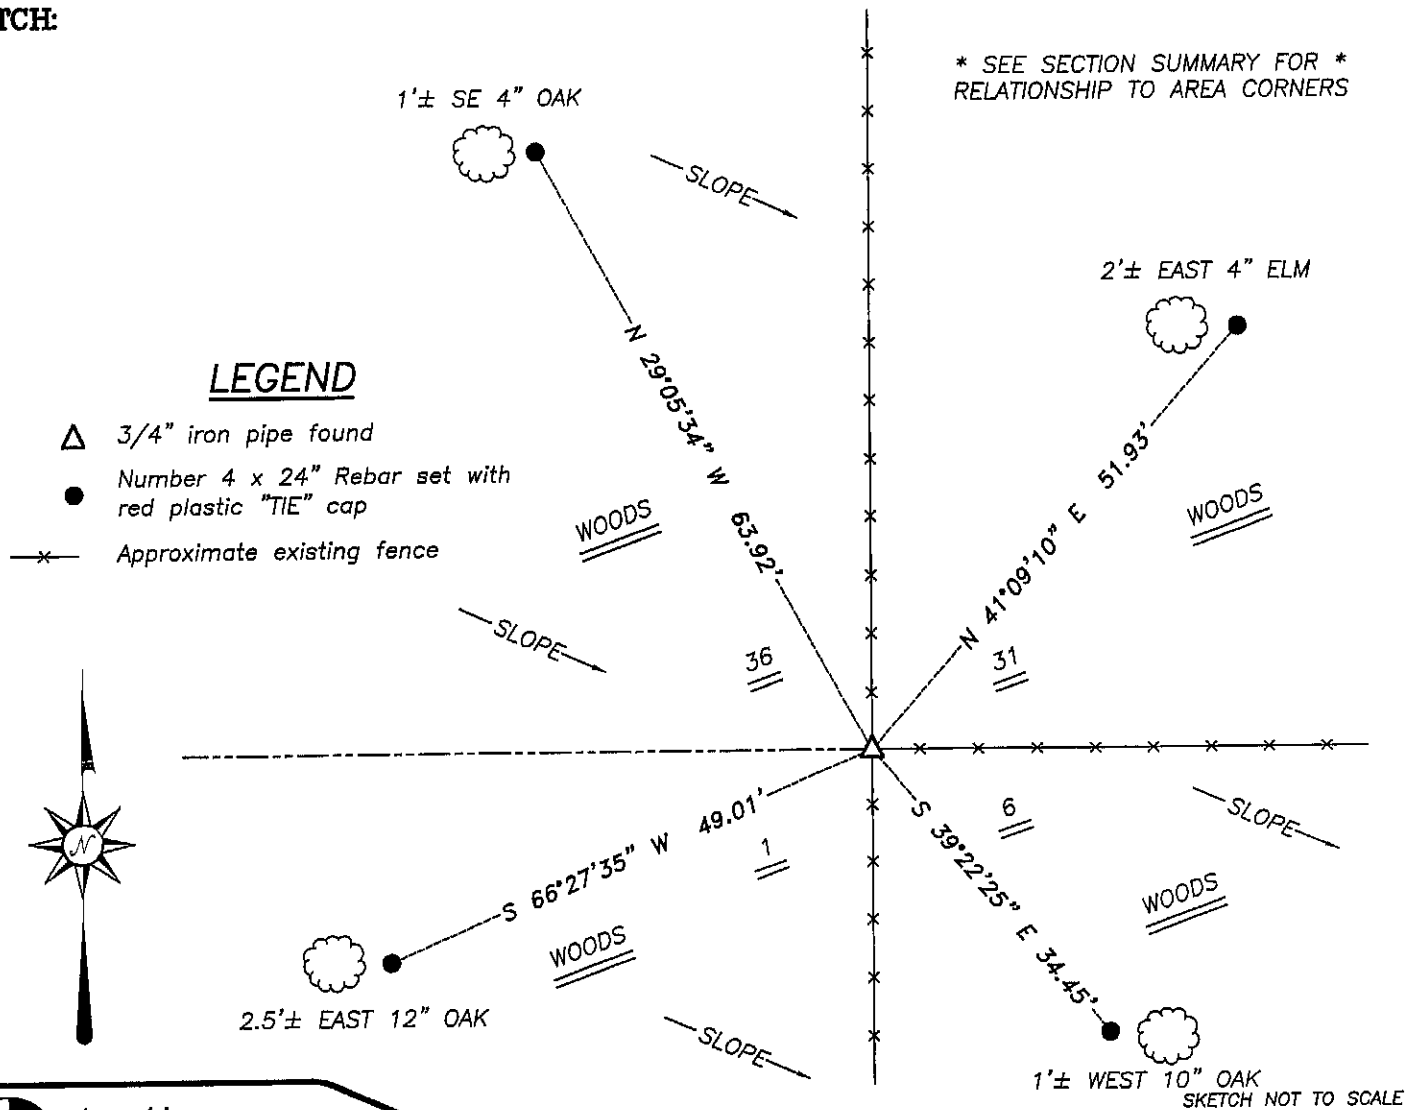 TCH:
* SEE SECTION SUMMARY FOR *
RELATIONSHIP TO AREA CORNERS
1'± SE 4" OAK
SLOPE
2'± EAST 4" ELM
N 29°05'34" W 63.92'
LEGEND
3/4" iron pipe found
Number 4 x 24" Rebar set with
red plastic "TIE" cap
Approximate existing fence
WOODS
N 41°09'10" E 51.93'
WOODS
SLOPE
36
31
N
S 66°27'35" W 49.01'
1
6
S 39°22'25" E 34.45'
SLOPE
WOODS
WOODS
2.5'± EAST 12" OAK
SLOPE
1'± WEST 10" OAK
SKETCH NOT TO SCALE